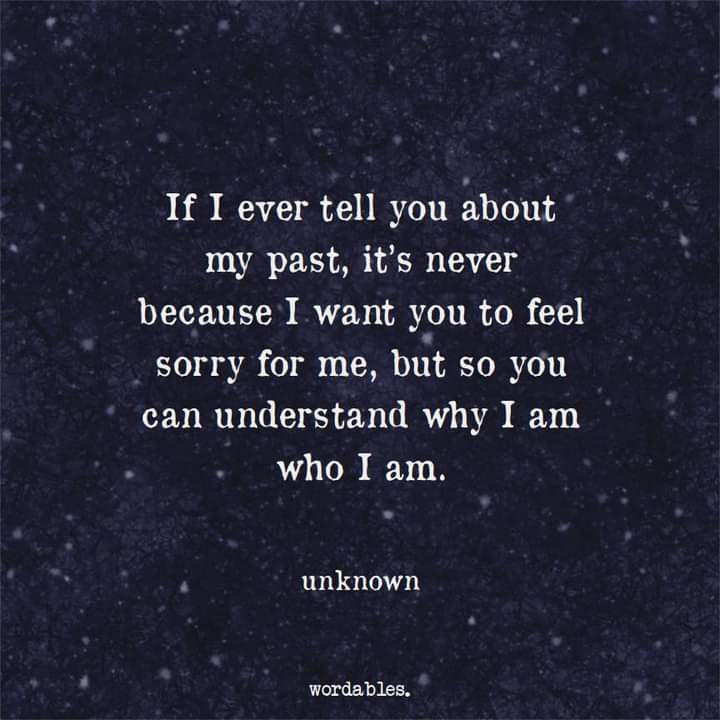 If I ever tell you about
my past, it's never
because I want you to feel
sorry for me, but so you
can understand why I am
who I am.
unknown
wordables.